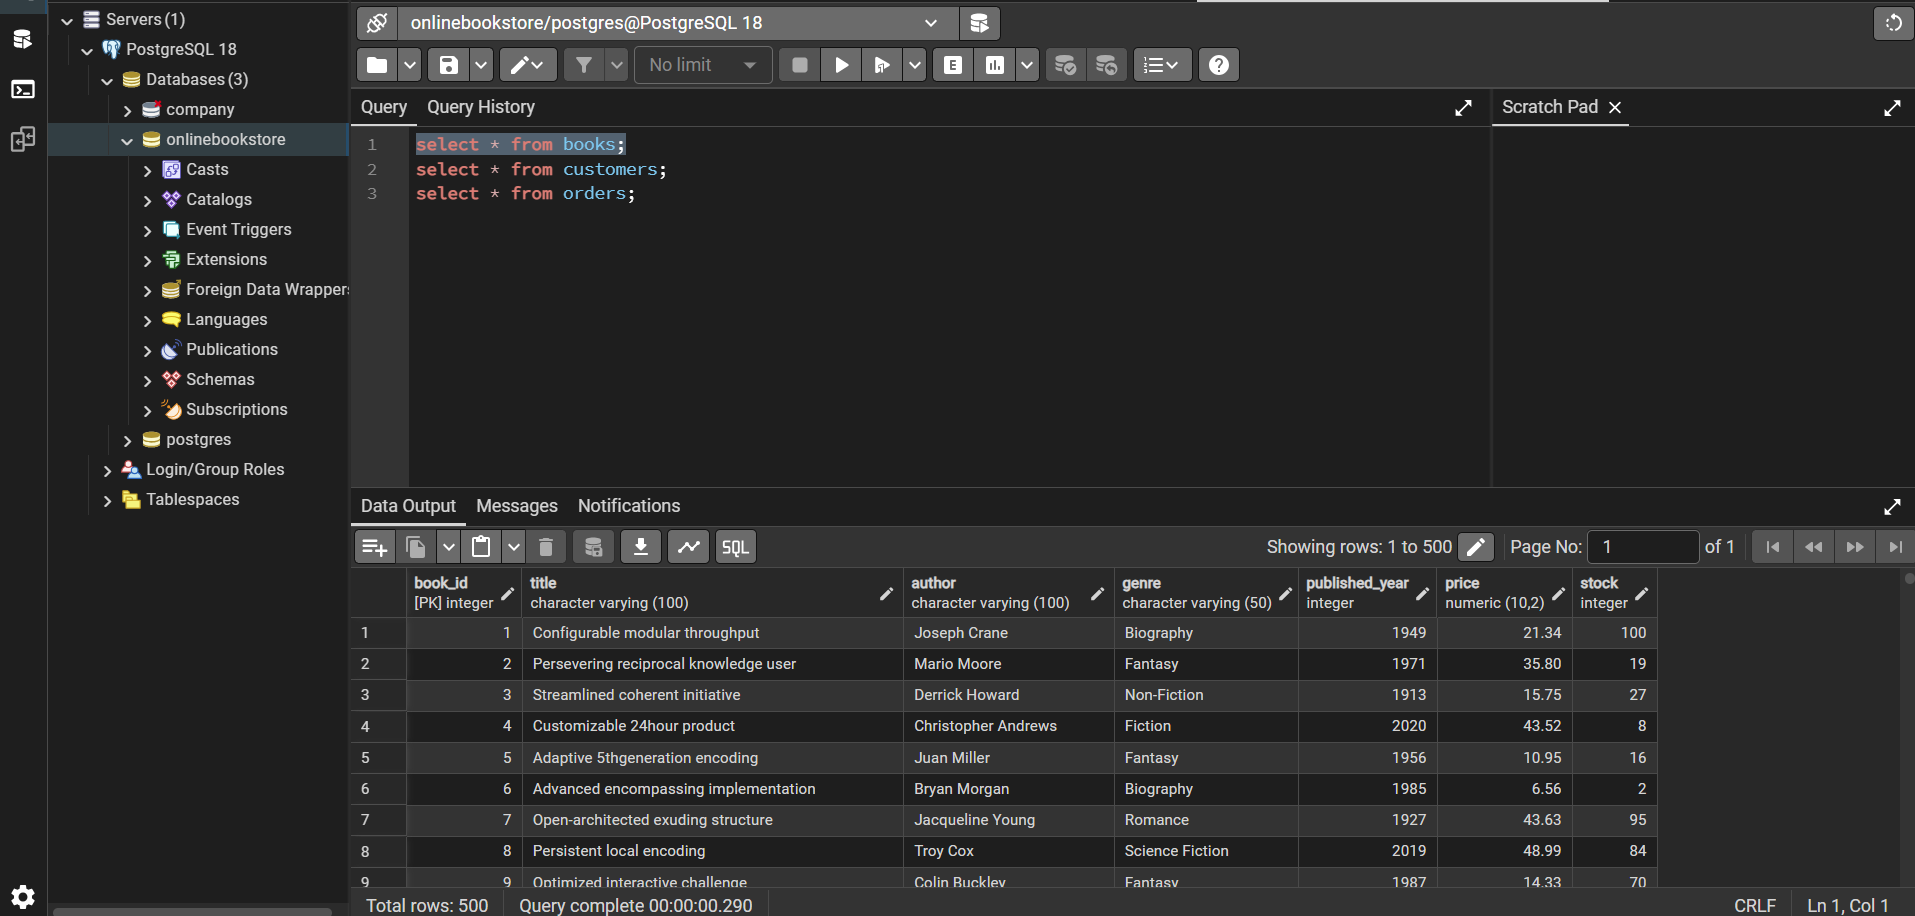 Servers (1)
PostgreSQL 18
Databases (3)
company
onlinebookstore
Casts
Catalogs
Event Triggers
Extensions
Foreign Data Wrappers
Languages
Publications
Schemas
Subscriptions
postgres
Login/Group Roles
Tablespaces
onlinebookstore/postgres@PostgreSQL 18
No limit
E
Query Query History
Scratch Pad
1 select * from books;
2 select * from customers;
3 select * from orders;
Data Output Messages Notifications
SQL
Showing rows: 1 to 500 Page No: 1 of 1
book_id title author genre published_year price stock
[PK] integer character varying (100) character varying (100) character varying (50) integer numeric (10,2) integer
1 1 Configurable modular throughput Joseph Crane Biography 1949 21.34 100
2 2 Persevering reciprocal knowledge user Mario Moore Fantasy 1971 35.80 19
3 3 Streamlined coherent initiative Derrick Howard Non-Fiction 1913 15.75 27
4 4 Customizable 24hour product Christopher Andrews Fiction 2020 43.52 8
5 5 Adaptive 5thgeneration encoding Juan Miller Fantasy 1956 10.95 16
6 6 Advanced encompassing implementation Bryan Morgan Biography 1985 6.56 2
7 7 Open-architected exuding structure Jacqueline Young Romance 1927 43.63 95
8 8 Persistent local encoding Troy Cox Science Fiction 2019 48.99 84
9 9 Optimized interactive challenge Colin Buckley Fantasy 1987 14.33 70
Total rows: 500 Query complete 00:00:00.290
CRLF Ln 1, Col 1